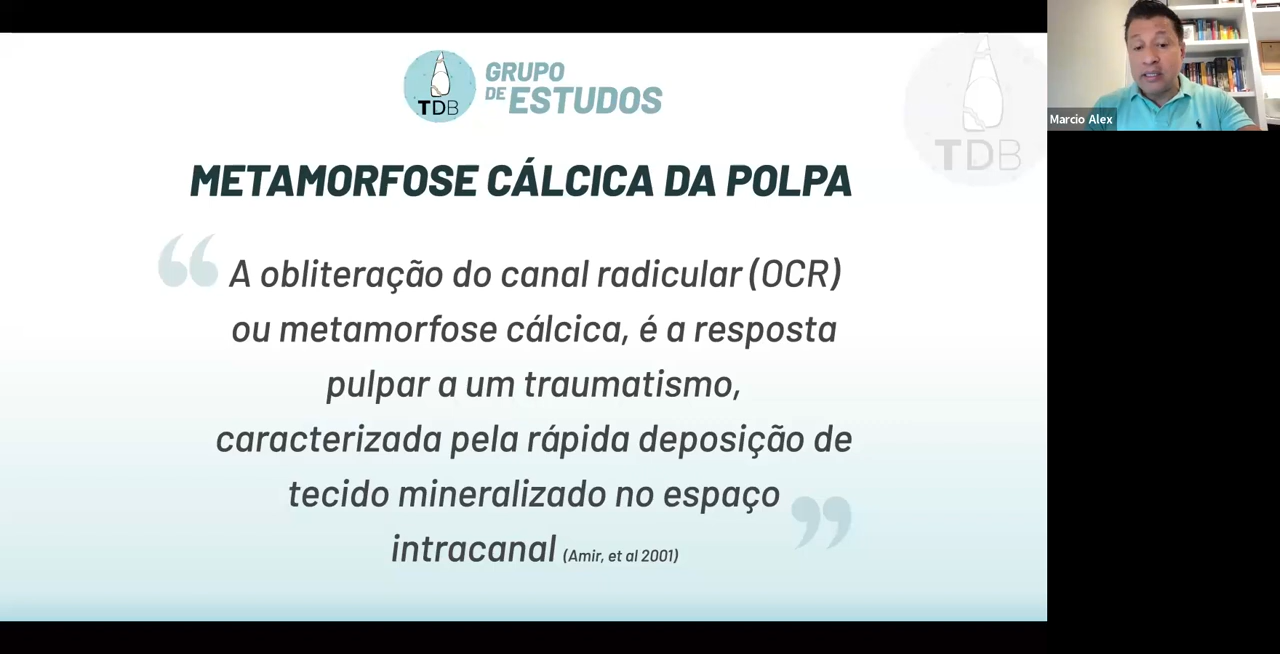 TDB
GRUPO
DE ESTUDOS
TDB
Marcio Alex
METAMORFOSE CÁLCICA DA POLPA
“ A obliteração do canal radicular (OCR)
ou metamorfose cálcica, é a resposta
pulpar a um traumatismo,
caracterizada pela rápida deposição de
tecido mineralizado no espaço
intracanal (Amir, et al 2001) ”